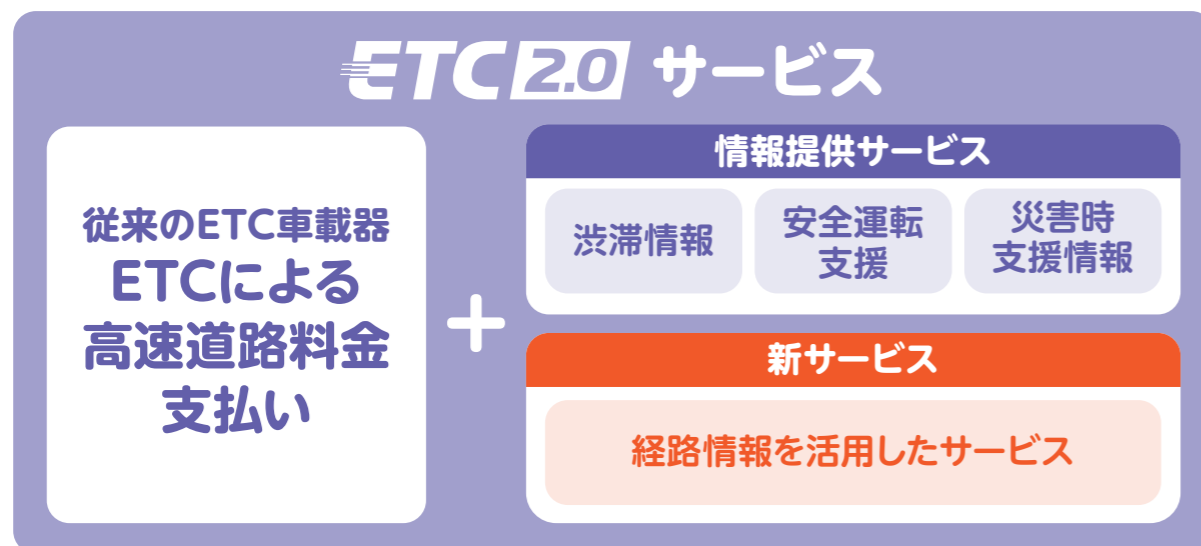 ETC2.0 サービス
従来のETC車載器
ETCによる
高速道路料金
支払い
+
情報提供サービス
渋滞情報
安全運転
支援
災害時
支援情報
新サービス
経路情報を活用したサービス